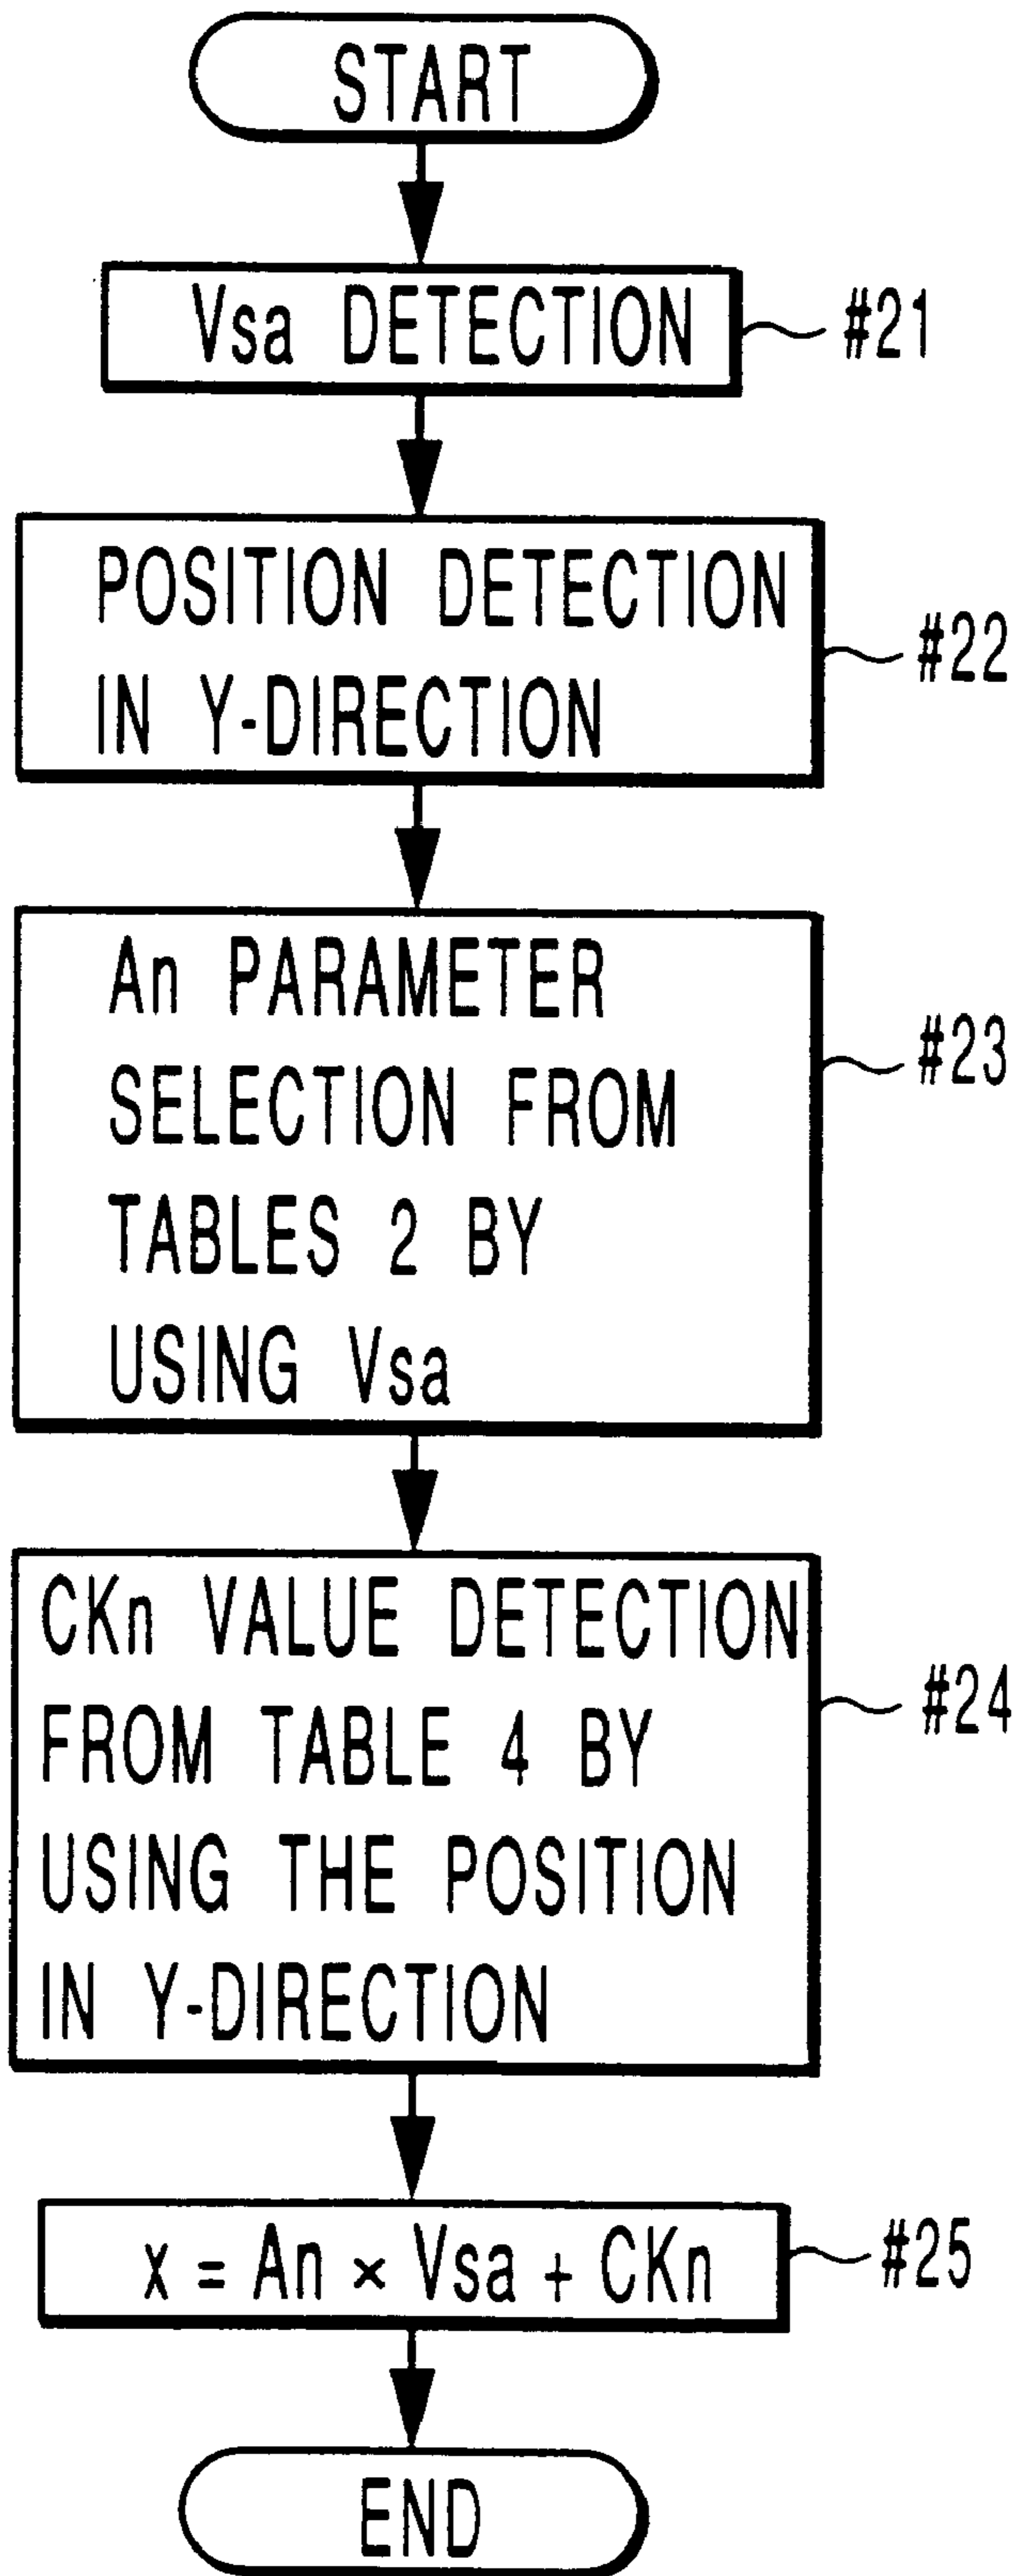 START
Vsa DETECTION
#21
POSITION DETECTION
IN Y-DIRECTION
#22
An PARAMETER
SELECTION FROM
TABLES 2 BY
USING Vsa
#23
CKn VALUE DETECTION
FROM TABLE 4 BY
USING THE POSITION
IN Y-DIRECTION
#24
x = An × Vsa + CKn
#25
END